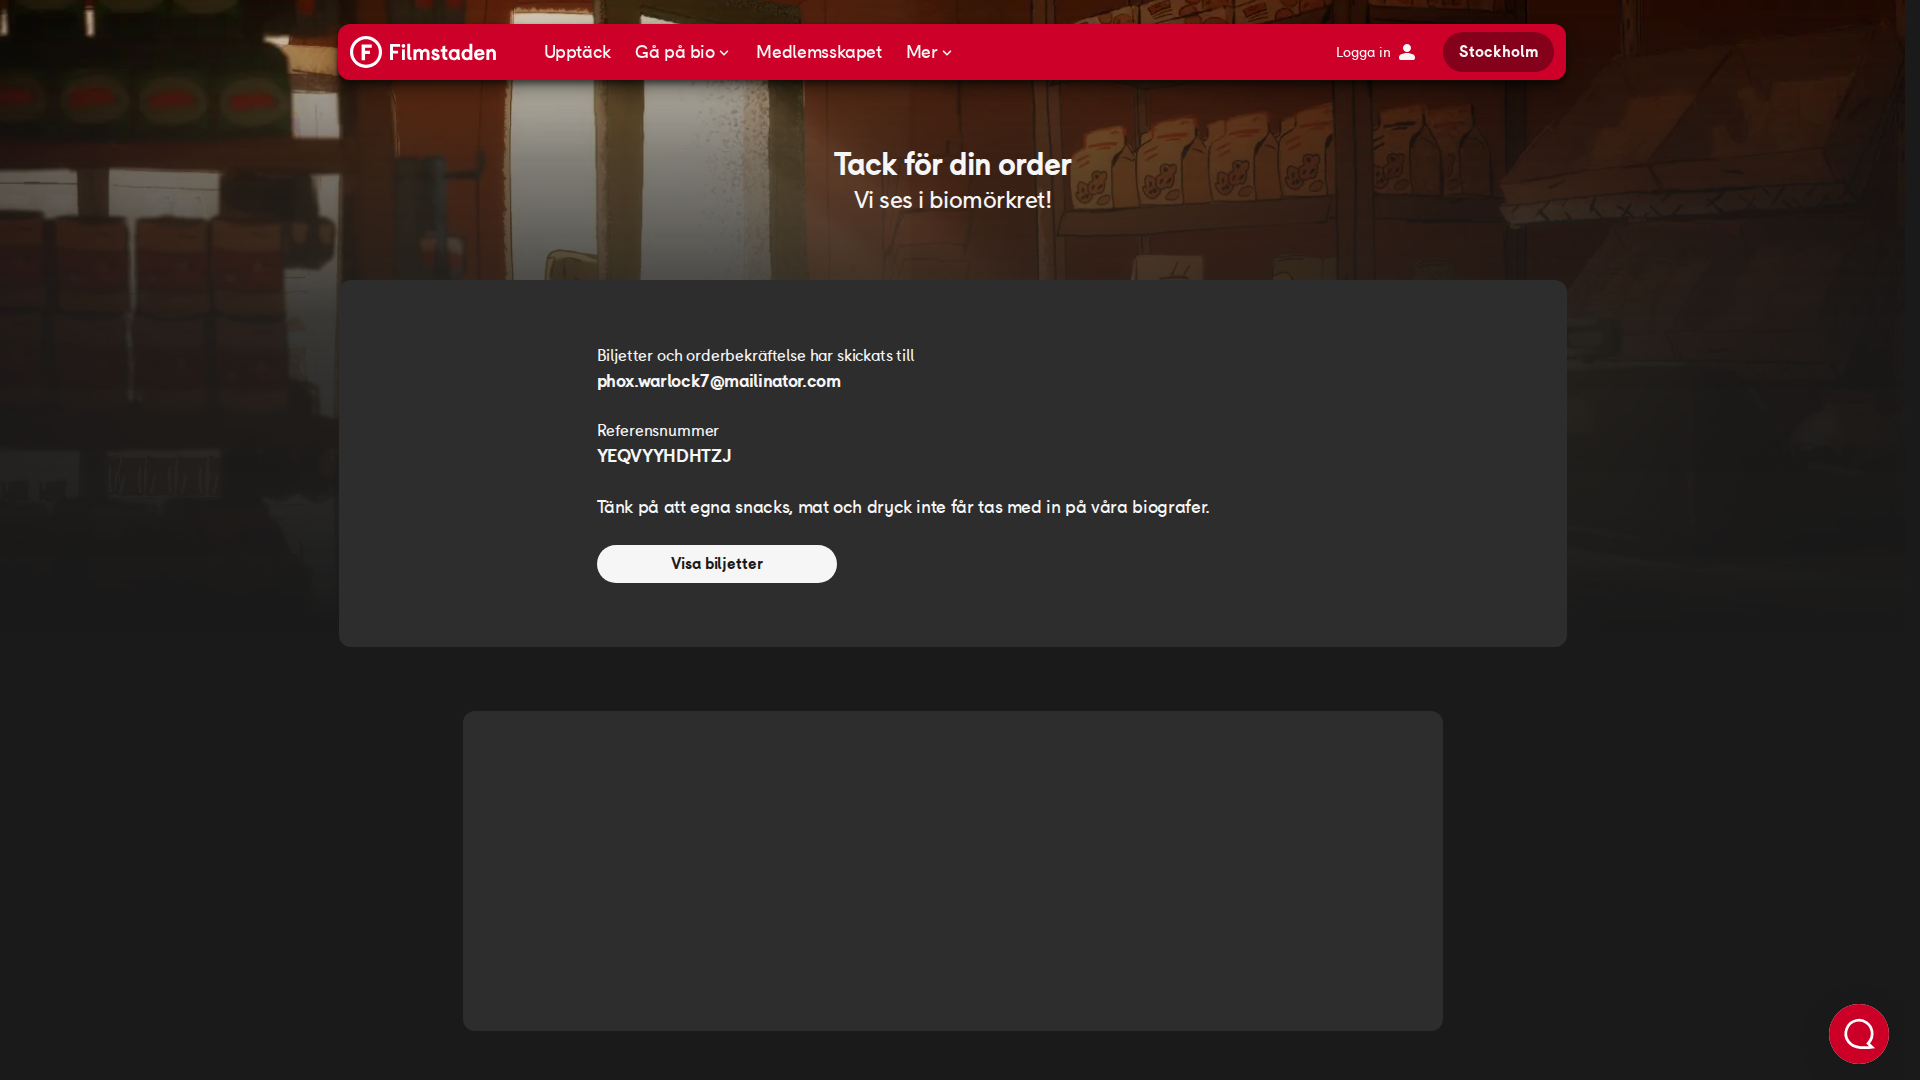 Filmstaden
Upptäck
Gå på bio
Medlemsskapet
Mer
Logga in
Stockholm
Tack för din order
Vi ses i biomörkret!
Biljetter och orderbekräftelse har skickats till
phox.warlock7@mailinator.com
Referensnummer
YEQVYYHDHTZJ
Tänk på att egna snacks, mat och dryck inte får tas med in på våra biografer.
Visa biljetter